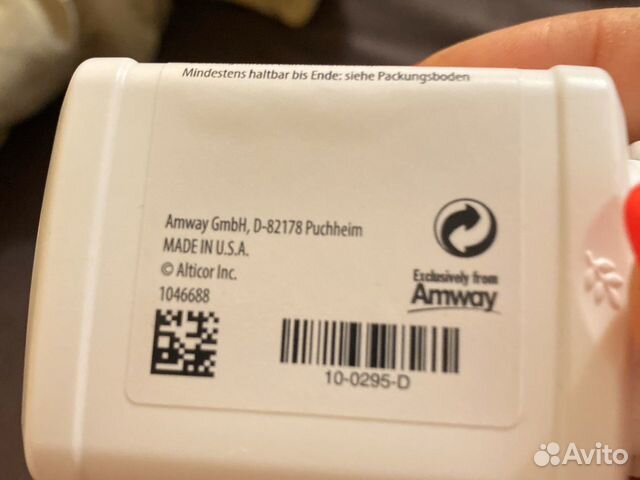 Mindestens haltbar bis Ende: siehe Packungsboden
Amway GmbH, D-82178 Puchheim
MADE IN U.S.A.
© Alticor Inc.
1046688
Exclusively from
Amway
10-0295-D
Avito